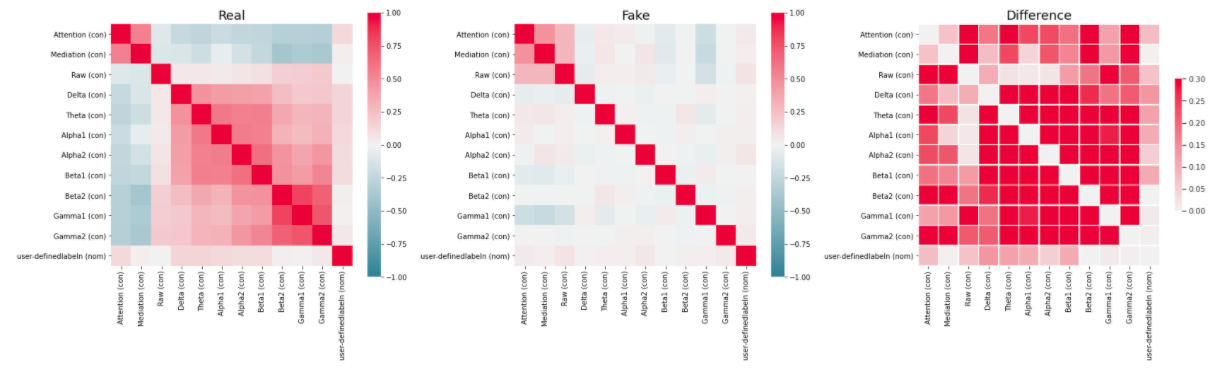 Real
Attention (con)
Mediation (con)
Raw (con)
Delta (con)
Theta (con)
Alpha1 (con)
Alpha2 (con)
Beta1 (con)
Beta2 (con)
Gamma1 (con)
Gamma2 (con)
user-definedlabeln (nom)
Attention (con)
Mediation (con)
Raw (con)
Delta (con)
Theta (con)
Alpha1 (con)
Alpha2 (con)
Beta1 (con)
Beta2 (con)
Gamma1 (con)
Gamma2 (con)
user-definedlabeln (nom)
1.00
0.75
0.50
0.25
0.00
−0.25
−0.50
−0.75
−1.00
Fake
Attention (con)
Mediation (con)
Raw (con)
Delta (con)
Theta (con)
Alpha1 (con)
Alpha2 (con)
Beta1 (con)
Beta2 (con)
Gamma1 (con)
Gamma2 (con)
user-definedlabeln (nom)
Attention (con)
Mediation (con)
Raw (con)
Delta (con)
Theta (con)
Alpha1 (con)
Alpha2 (con)
Beta1 (con)
Beta2 (con)
Gamma1 (con)
Gamma2 (con)
user-definedlabeln (nom)
1.00
0.75
0.50
0.25
0.00
−0.25
−0.50
−0.75
−1.00
Difference
Attention (con)
Mediation (con)
Raw (con)
Delta (con)
Theta (con)
Alpha1 (con)
Alpha2 (con)
Beta1 (con)
Beta2 (con)
Gamma1 (con)
Gamma2 (con)
user-definedlabeln (nom)
Attention (con)
Mediation (con)
Raw (con)
Delta (con)
Theta (con)
Alpha1 (con)
Alpha2 (con)
Beta1 (con)
Beta2 (con)
Gamma1 (con)
Gamma2 (con)
user-definedlabeln (nom)
0.30
0.25
0.20
0.15
0.10
0.05
0.00